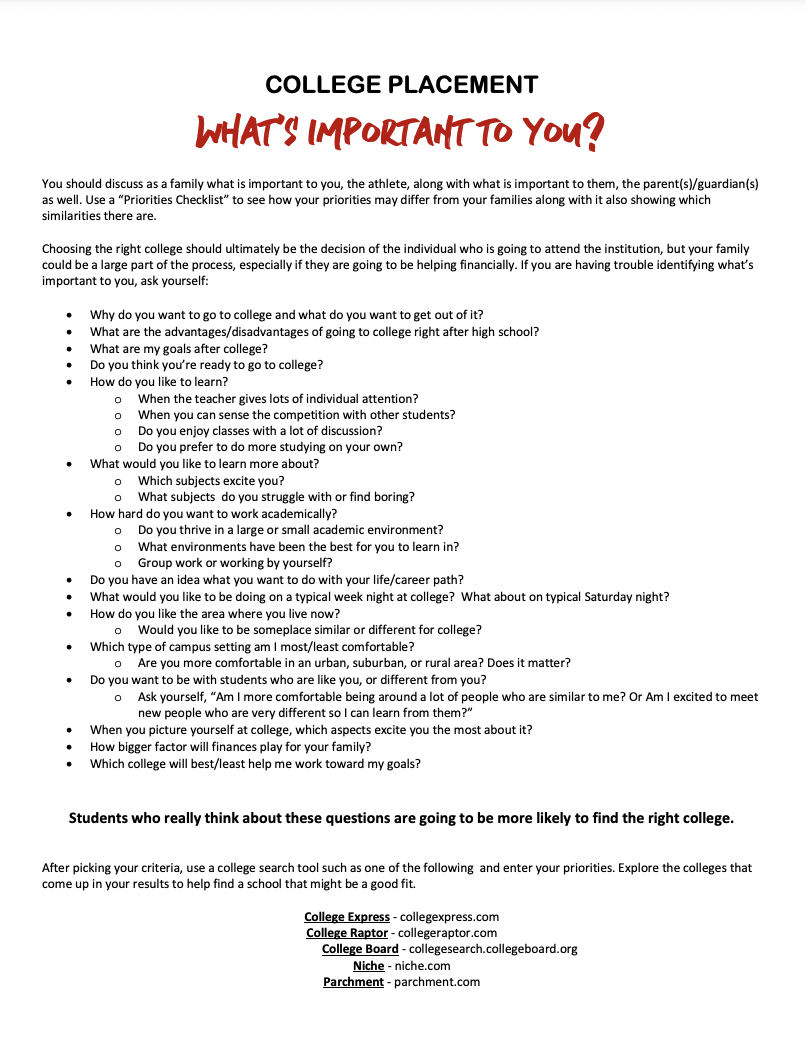 COLLEGE PLACEMENT
WHAT'S IMPORTANT TO YOU?
You should discuss as a family what is important to you, the athlete, along with what is important to them, the parent(s)/guardian(s)
as well. Use a “Priorities Checklist” to see how your priorities may differ from your families along with it also showing which
similarities there are.
Choosing the right college should ultimately be the decision of the individual who is going to attend the institution, but your family
could be a large part of the process, especially if they are going to be helping financially. If you are having trouble identifying what’s
important to you, ask yourself:
• Why do you want to go to college and what do you want to get out of it?
• What are the advantages/disadvantages of going to college right after high school?
• What are my goals after college?
• Do you think you’re ready to go to college?
• How do you like to learn?
o When the teacher gives lots of individual attention?
o When you can sense the competition with other students?
o Do you enjoy classes with a lot of discussion?
o Do you prefer to do more studying on your own?
• What would you like to learn more about?
o Which subjects excite you?
o What subjects  do you struggle with or find boring?
• How hard do you want to work academically?
o Do you thrive in a large or small academic environment?
o What environments have been the best for you to learn in?
o Group work or working by yourself?
• Do you have an idea what you want to do with your life/career path?
• What would you like to be doing on a typical week night at college?  What about on typical Saturday night?
• How do you like the area where you live now?
o Would you like to be someplace similar or different for college?
• Which type of campus setting am I most/least comfortable?
o Are you more comfortable in an urban, suburban, or rural area? Does it matter?
• Do you want to be with students who are like you, or different from you?
o Ask yourself, “Am I more comfortable being around a lot of people who are similar to me? Or Am I excited to meet
new people who are very different so I can learn from them?”
• When you picture yourself at college, which aspects excite you the most about it?
• How bigger factor will finances play for your family?
• Which college will best/least help me work toward my goals?
Students who really think about these questions are going to be more likely to find the right college.
After picking your criteria, use a college search tool such as one of the following  and enter your priorities. Explore the colleges that
come up in your results to help find a school that might be a good fit.
College Express - collegexpress.com
College Raptor - collegeraptor.com
College Board - collegesearch.collegeboard.org
Niche - niche.com
Parchment - parchment.com